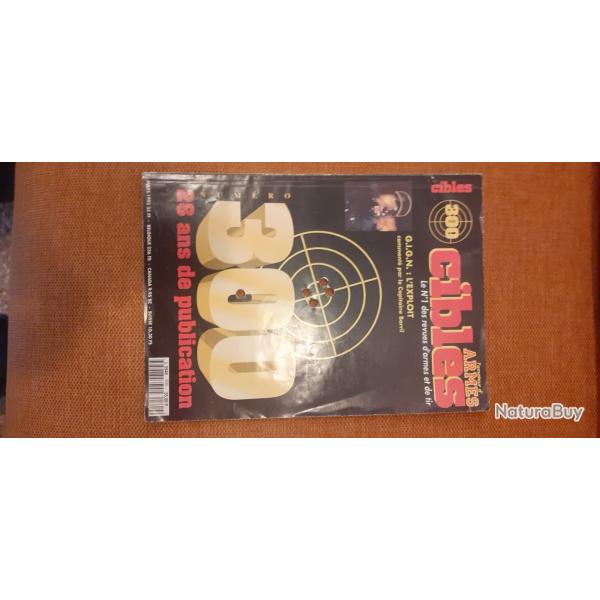 cibles
300
ARMES
cibles
Le N°1 des revues d'armes et de tir
G.I.G.N. : L'EXPLOIT
commenté par le Capitaine Barril
NUMÉRO
300
28 ans de publication
NaturaBuy